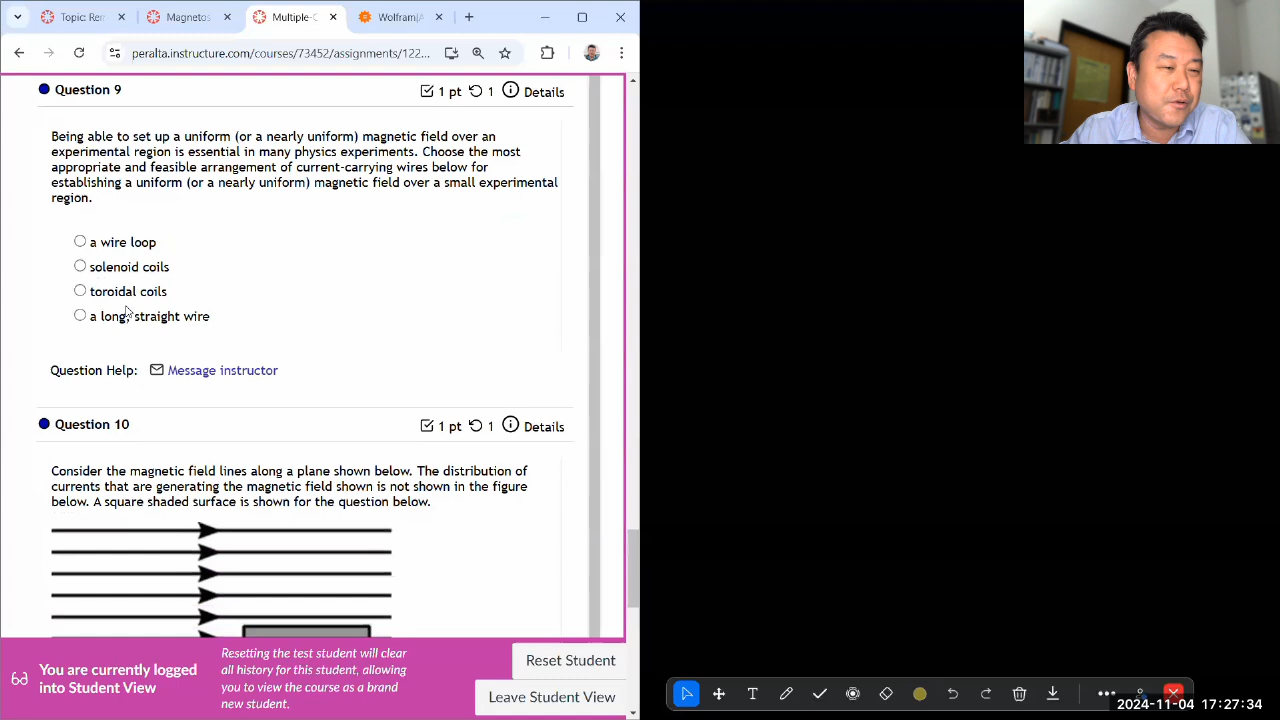 Topic: Rem
Magnetos
Multiple-C
Wolfram|A
peralta.instructure.com/courses/73452/assignments/122...
Question 9
1 pt 1 Details
Being able to set up a uniform (or a nearly uniform) magnetic field over an
experimental region is essential in many physics experiments. Choose the most
appropriate and feasible arrangement of current-carrying wires below for
establishing a uniform (or a nearly uniform) magnetic field over a small experimental
region.
a wire loop
solenoid coils
toroidal coils
a long, straight wire
Question Help: Message instructor
Question 10
1 pt 1 Details
Consider the magnetic field lines along a plane shown below. The distribution of
currents that are generating the magnetic field shown is not shown in the figure
below. A square shaded surface is shown for the question below.
You are currently logged
into Student View
Resetting the test student will clear
all history for this student, allowing
you to view the course as a brand
new student.
Reset Student
Leave Student View
2024-11-04 17:27:34